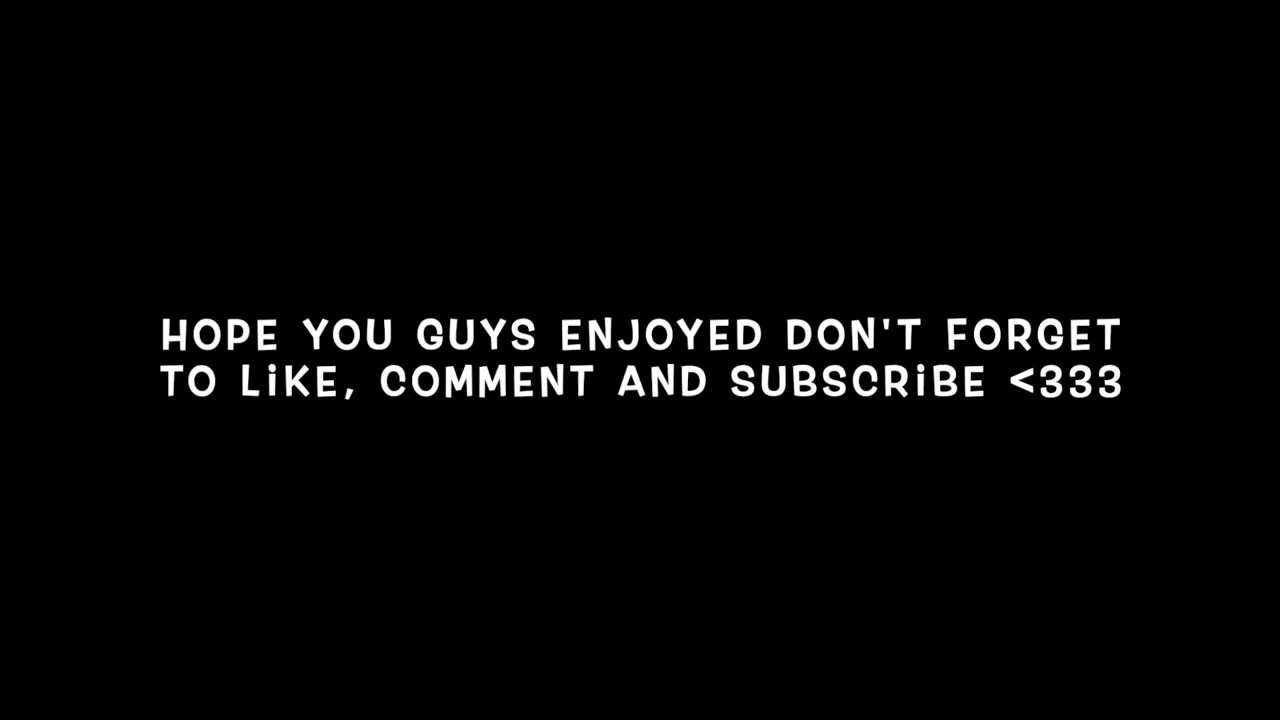 HOPE YOU GUYS ENJOYED DON'T FORGET
TO LiKE, COMMENT AND SUBSCRiBE <333